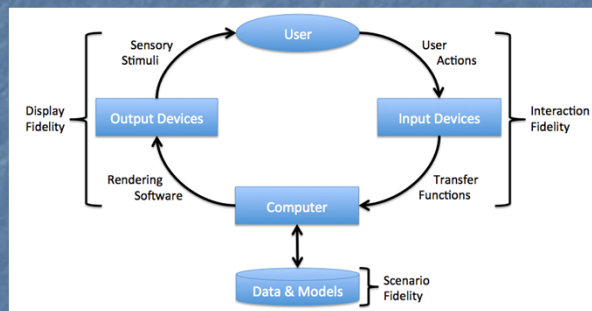 User
Sensory
Stimuli
User
Actions
Display
Fidelity
Output Devices
Input Devices
Interaction
Fidelity
Rendering
Software
Transfer
Functions
Computer
Data & Models
Scenario
Fidelity